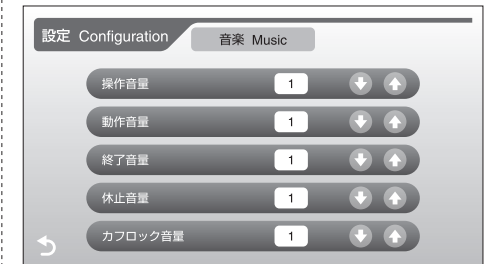 設定 Configuration
音楽 Music
操作音量 1
動作音量 1
終了音量 1
休止音量 1
カフロック音量 1